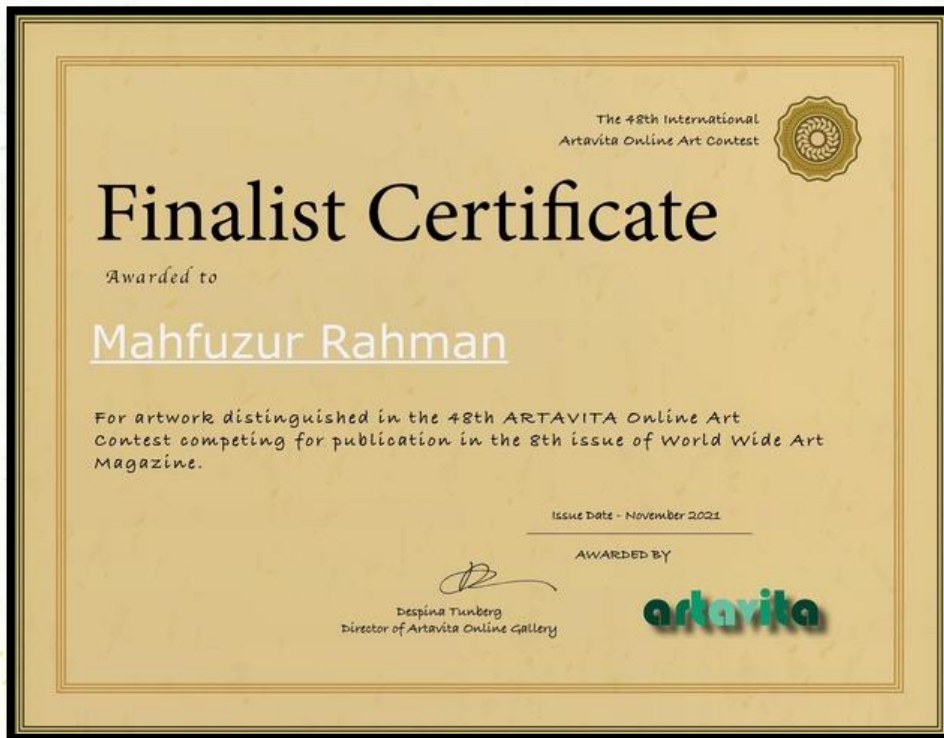 The 48th International
Artavita Online Art Contest
Finalist Certificate
Awarded to
Mahfuzur Rahman
For artwork distinguished in the 48th ARTAVITA Online Art
Contest competing for publication in the 8th issue of World Wide Art
Magazine.
Issue Date - November 2021
AWARDED BY
Despina Tunberg
Director of Artavita Online Gallery
artavita